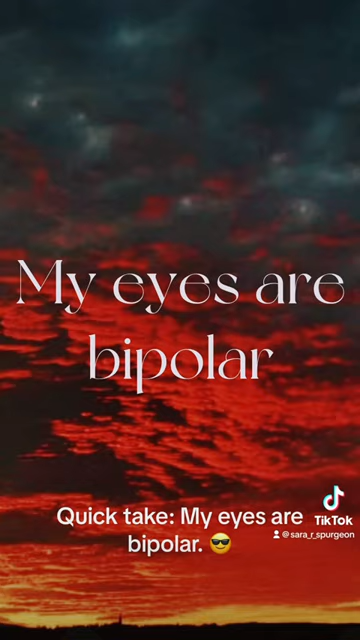 My eyes are
bipolar
Quick take: My eyes are
bipolar. 😎
TikTok
@sara_r_spurgeon